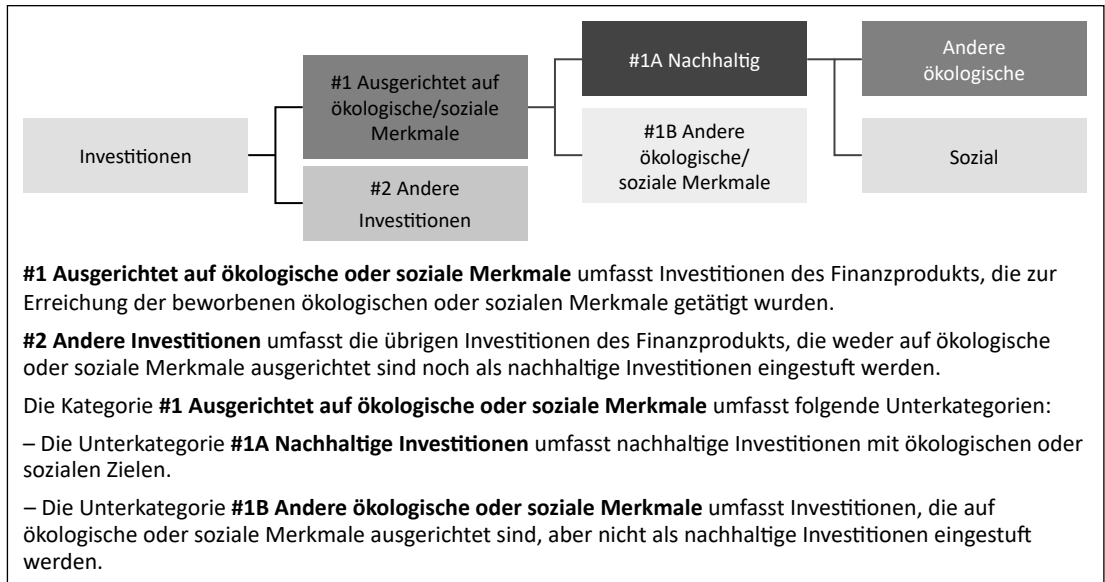 Investitionen
#1 Ausgerichtet auf
ökologische/soziale
Merkmale
#2 Andere
Investitionen
#1A Nachhaltig
#1B Andere
ökologische/
soziale Merkmale
Andere
ökologische
Sozial
#1 Ausgerichtet auf ökologische oder soziale Merkmale umfasst Investitionen des Finanzprodukts, die zur
Erreichung der beworbenen ökologischen oder sozialen Merkmale getätigt wurden.
#2 Andere Investitionen umfasst die übrigen Investitionen des Finanzprodukts, die weder auf ökologische
oder soziale Merkmale ausgerichtet sind noch als nachhaltige Investitionen eingestuft werden.
Die Kategorie #1 Ausgerichtet auf ökologische oder soziale Merkmale umfasst folgende Unterkategorien:
– Die Unterkategorie #1A Nachhaltige Investitionen umfasst nachhaltige Investitionen mit ökologischen oder
sozialen Zielen.
– Die Unterkategorie #1B Andere ökologische oder soziale Merkmale umfasst Investitionen, die auf
ökologische oder soziale Merkmale ausgerichtet sind, aber nicht als nachhaltige Investitionen eingestuft
werden.